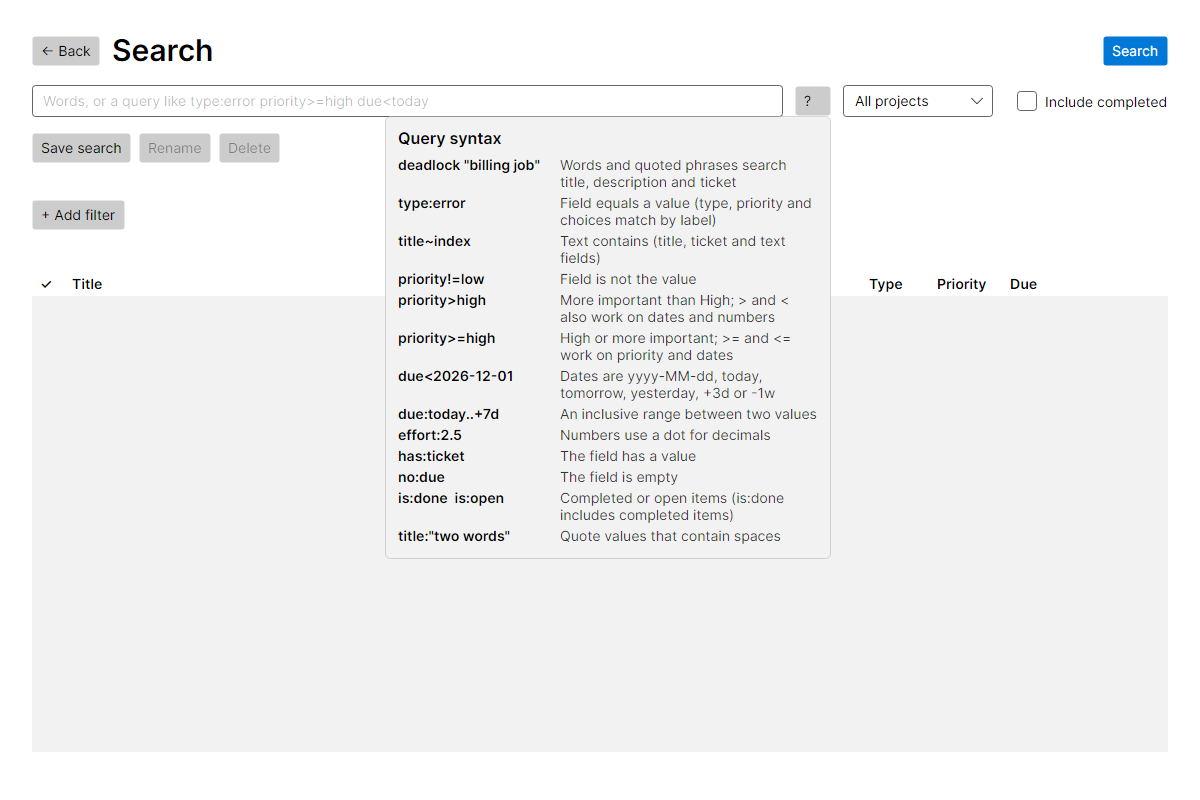 ← Back
Search
Search
Words, or a query like type:error priority>=high due<today
?
All projects
Include completed
Save search
Rename
Delete
+ Add filter
Query syntax
deadlock "billing job"
Words and quoted phrases search
title, description and ticket
type:error
Field equals a value (type, priority and
choices match by label)
title~index
Text contains (title, ticket and text
fields)
priority!=low
Field is not the value
priority>high
More important than High; > and <
also work on dates and numbers
priority>=high
High or more important; >= and <=
work on priority and dates
due<2026-12-01
Dates are yyyy-MM-dd, today,
tomorrow, yesterday, +3d or -1w
due:today..+7d
An inclusive range between two values
effort:2.5
Numbers use a dot for decimals
has:ticket
The field has a value
no:due
The field is empty
is:done  is:open
Completed or open items (is:done
includes completed items)
title:"two words"
Quote values that contain spaces
✓
Title
Type
Priority
Due